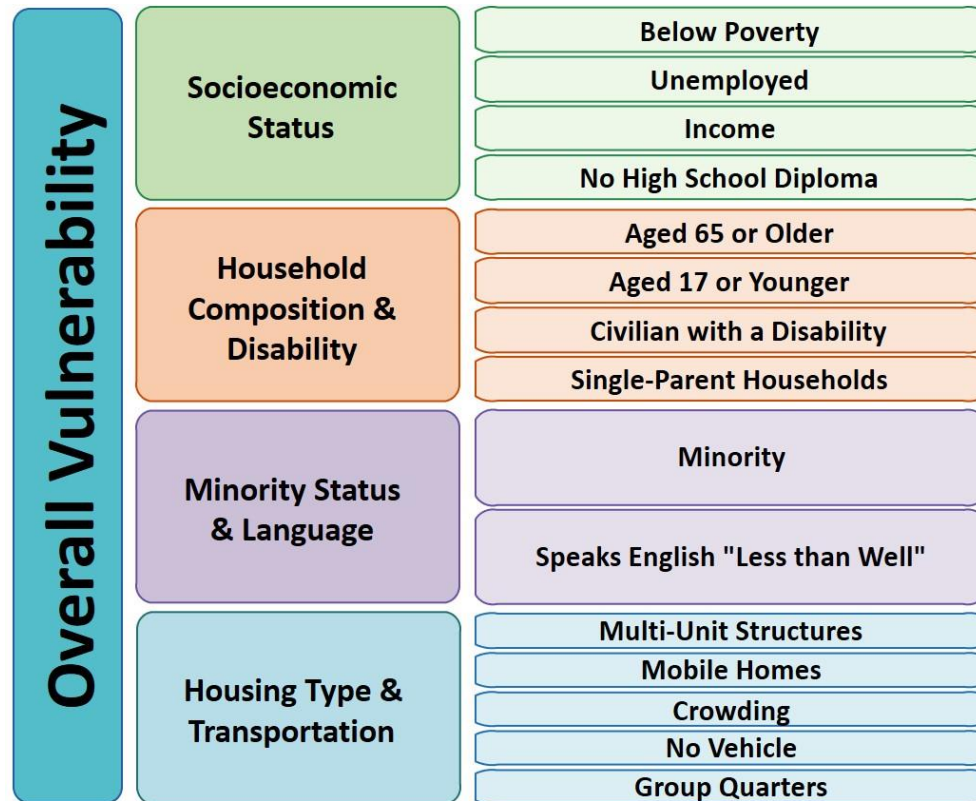 Overall Vulnerability
Socioeconomic
Status
Below Poverty
Unemployed
Income
No High School Diploma
Household
Composition &
Disability
Aged 65 or Older
Aged 17 or Younger
Civilian with a Disability
Single-Parent Households
Minority Status
& Language
Minority
Speaks English "Less than Well"
Housing Type &
Transportation
Multi-Unit Structures
Mobile Homes
Crowding
No Vehicle
Group Quarters